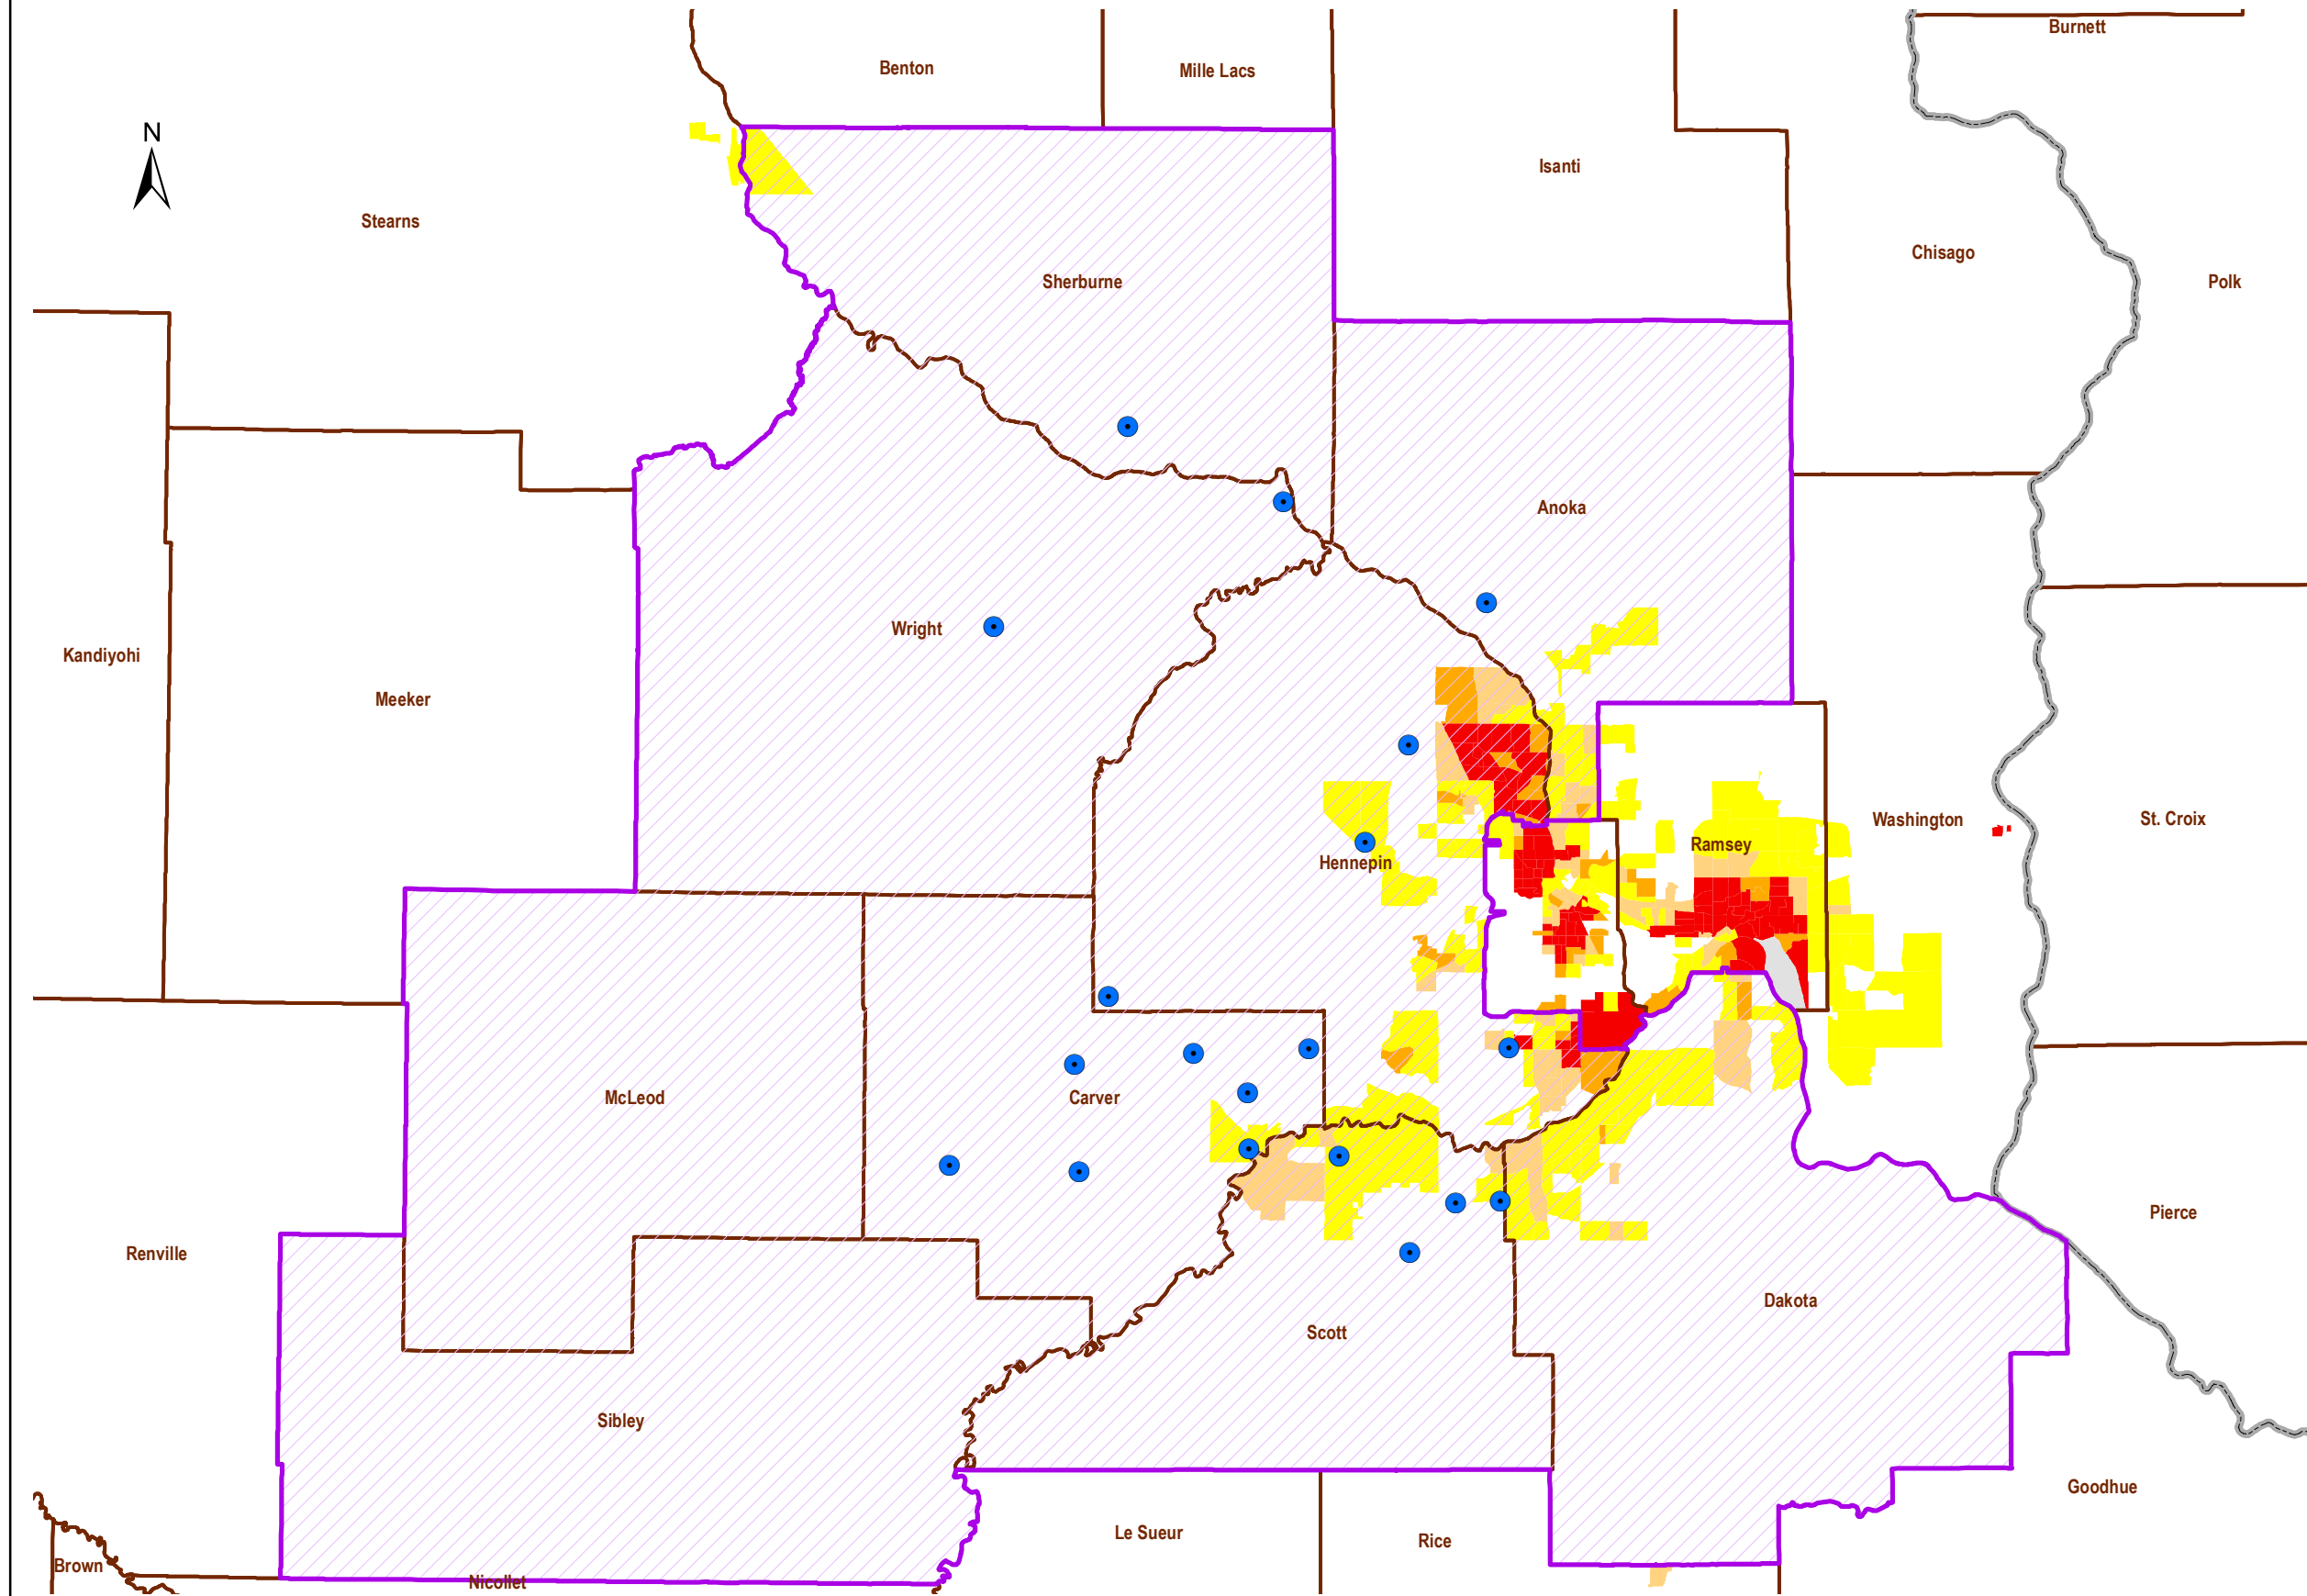 Burnett
Benton
Mille Lacs
N
Isanti
Stearns
Chisago
Sherburne
Polk
Anoka
Wright
Kandiyohi
Meeker
Washington
St. Croix
Ramsey
Hennepin
McLeod
Carver
Pierce
Renville
Dakota
Scott
Sibley
Goodhue
Le Sueur
Rice
Brown
Nicollet